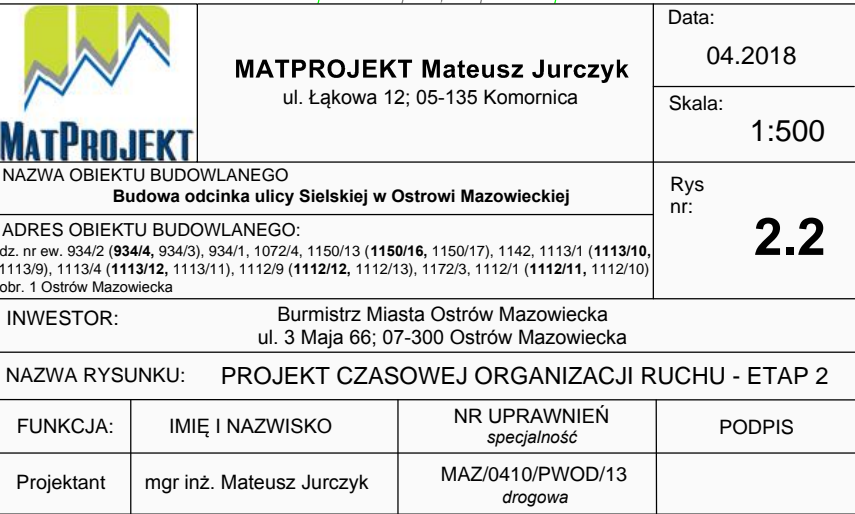 MATPROJEKT
MATPROJEKT Mateusz Jurczyk
ul. Łąkowa 12; 05-135 Komornica
Data:
04.2018
Skala:
1:500
NAZWA OBIEKTU BUDOWLANEGO
Budowa odcinka ulicy Sielskiej w Ostrowi Mazowieckiej
Rys
nr:
2.2
ADRES OBIEKTU BUDOWLANEGO:
dz. nr ew. 934/2 (934/4, 934/3), 934/1, 1072/4, 1150/13 (1150/16, 1150/17), 1142, 1113/1 (1113/10,
1113/9), 1113/4 (1113/12, 1113/11), 1112/9 (1112/12, 1112/13), 1172/3, 1112/1 (1112/11, 1112/10)
obr. 1 Ostrów Mazowiecka
INWESTOR:
Burmistrz Miasta Ostrów Mazowiecka
ul. 3 Maja 66; 07-300 Ostrów Mazowiecka
NAZWA RYSUNKU: PROJEKT CZASOWEJ ORGANIZACJI RUCHU - ETAP 2
FUNKCJA:
IMIĘ I NAZWISKO
NR UPRAWNIEŃ
specjalność
PODPIS
Projektant
mgr inż. Mateusz Jurczyk
MAZ/0410/PWOD/13
drogowa